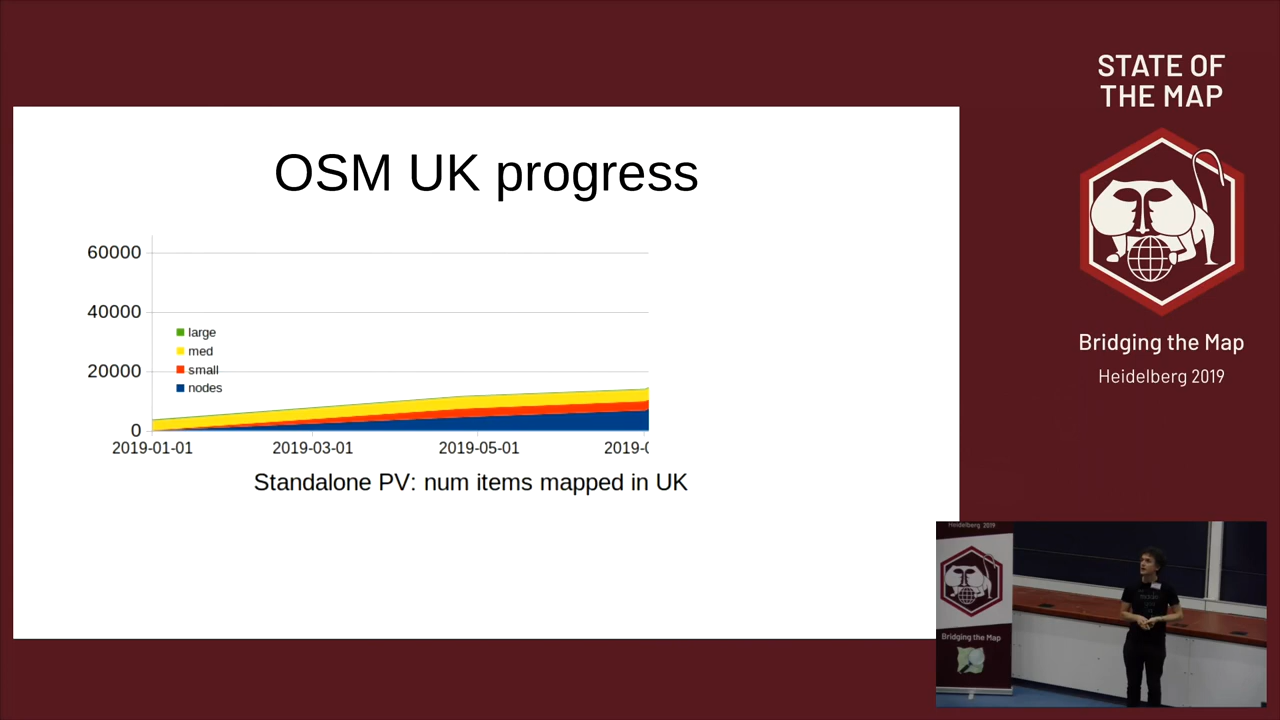 STATE OF
THE MAP
OSM UK progress
60000
40000
20000
0
large
med
small
nodes
2019-01-01
2019-03-01
2019-05-01
2019-0
Standalone PV: num items mapped in UK
Bridging the Map
Heidelberg 2019
Heidelberg 2019
Bridging the Map
made